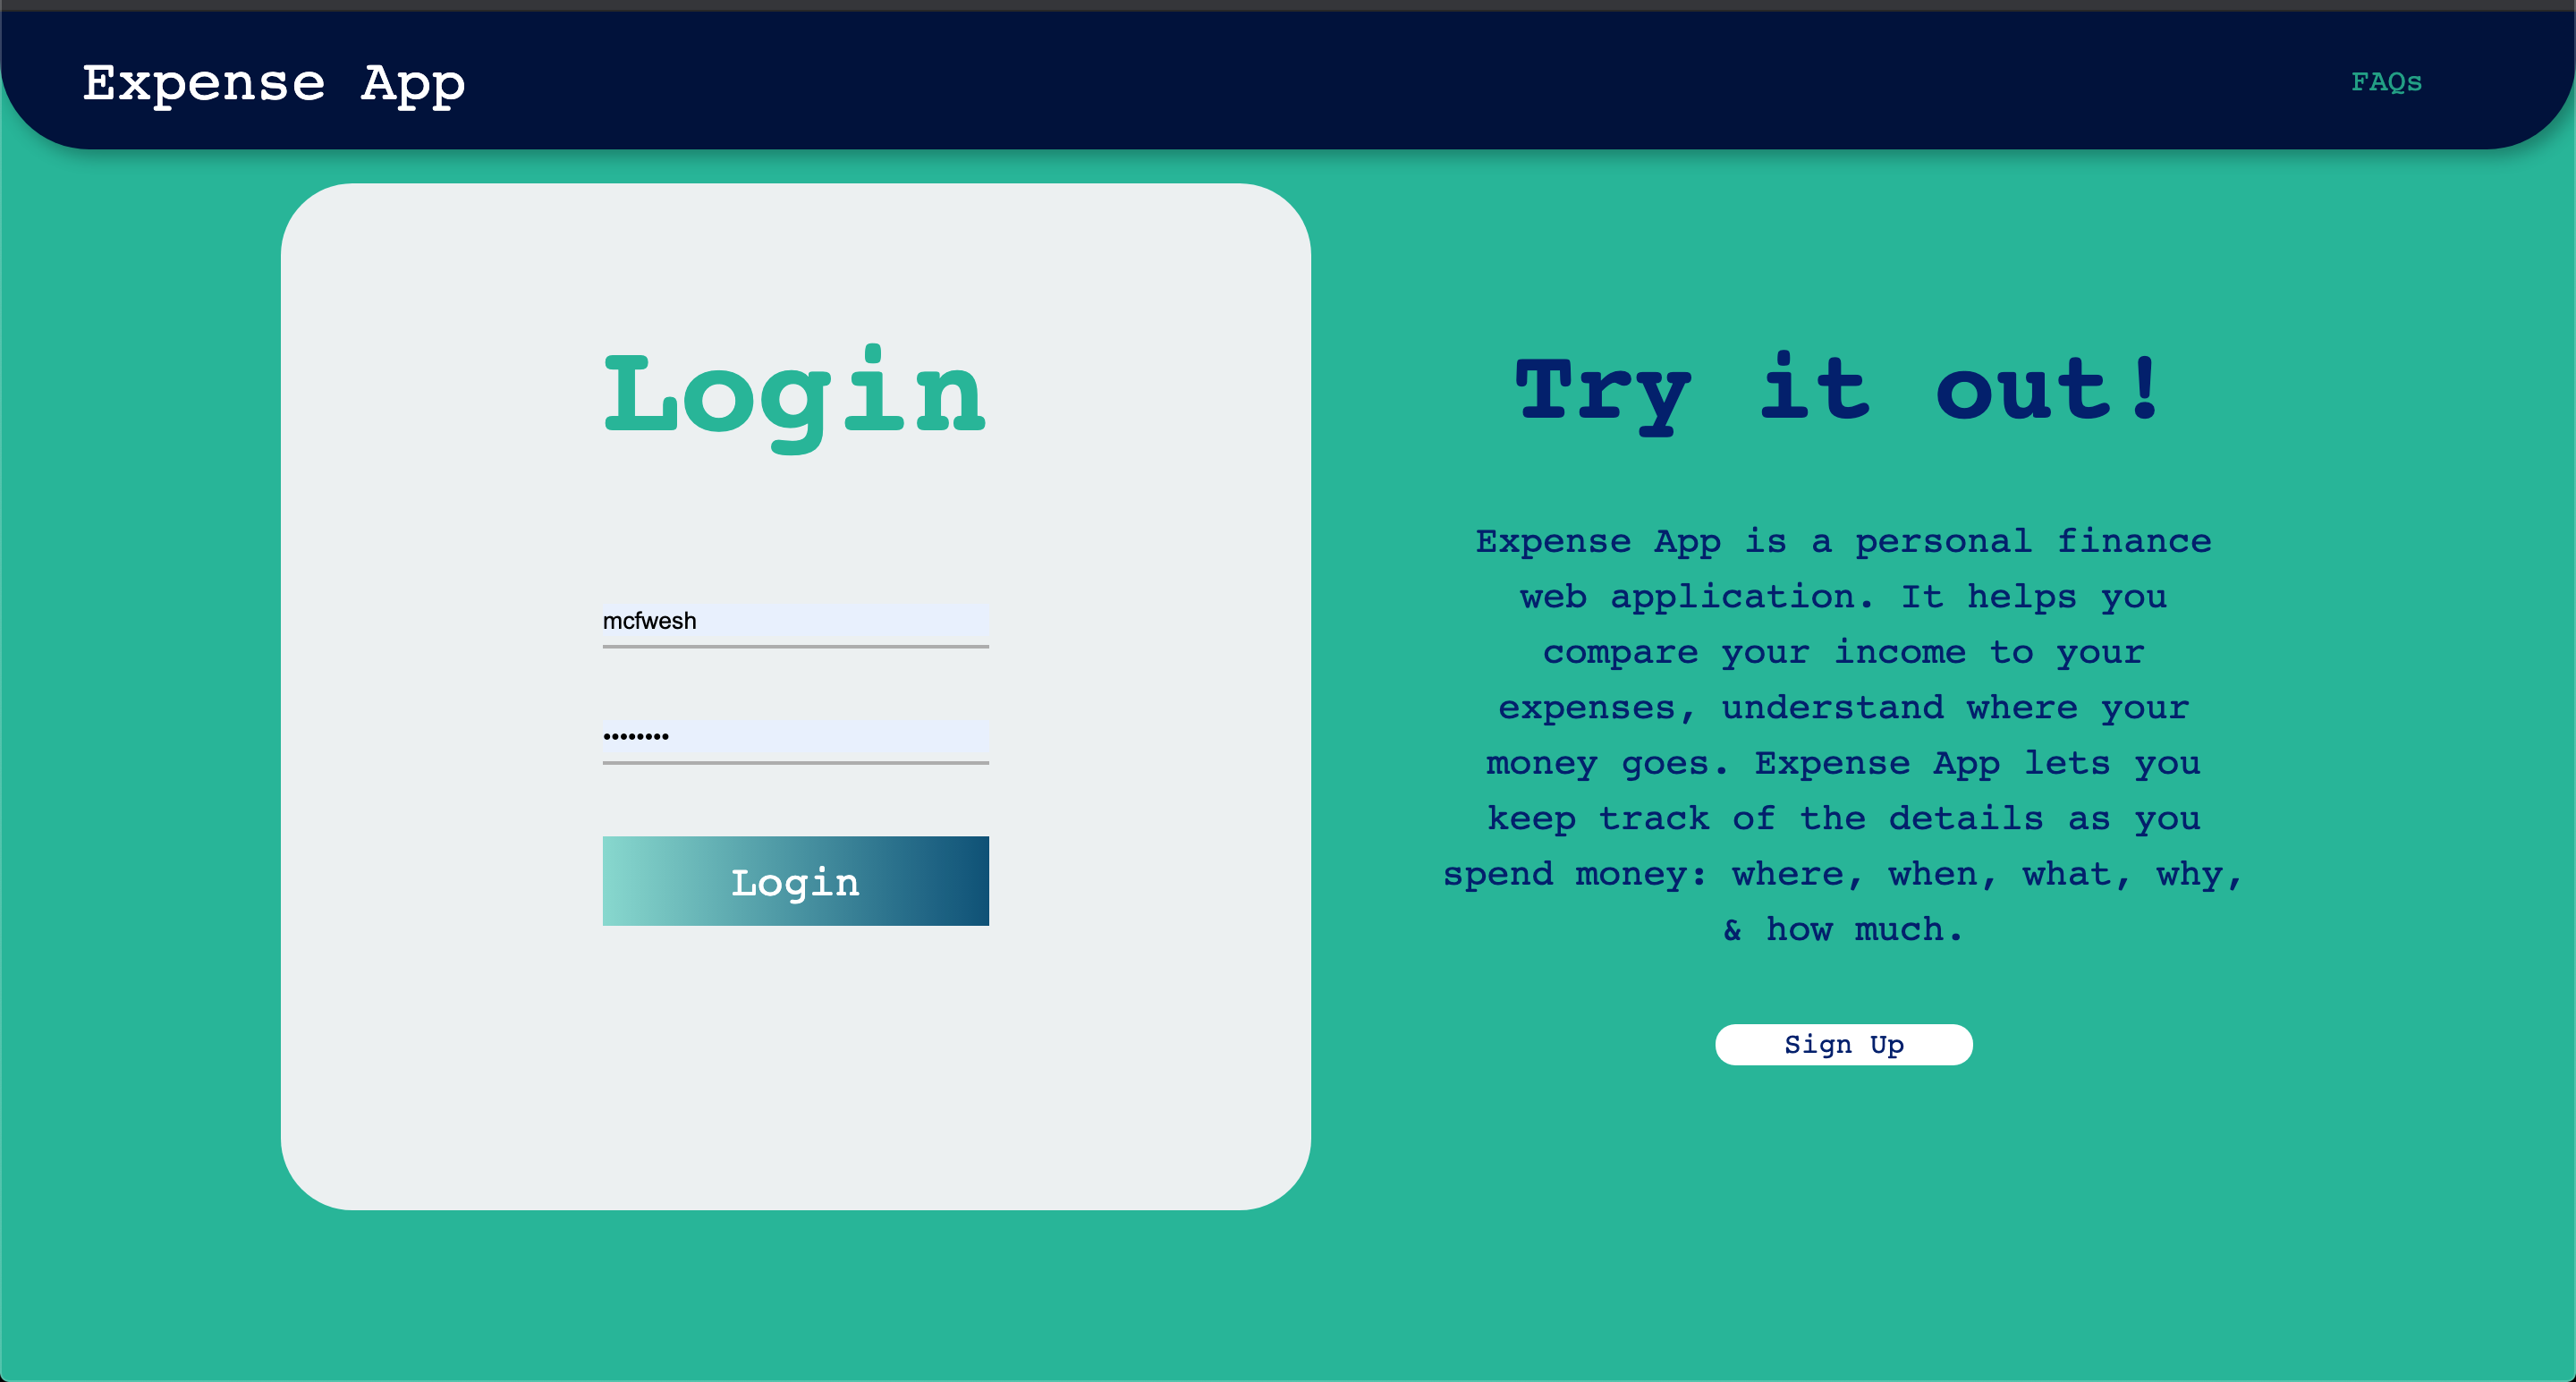 Expense App
FAQs
Login
mcfwesh
••••••••
Login
Try it out!
Expense App is a personal finance
web application. It helps you
compare your income to your
expenses, understand where your
money goes. Expense App lets you
keep track of the details as you
spend money: where, when, what, why,
& how much.
Sign Up